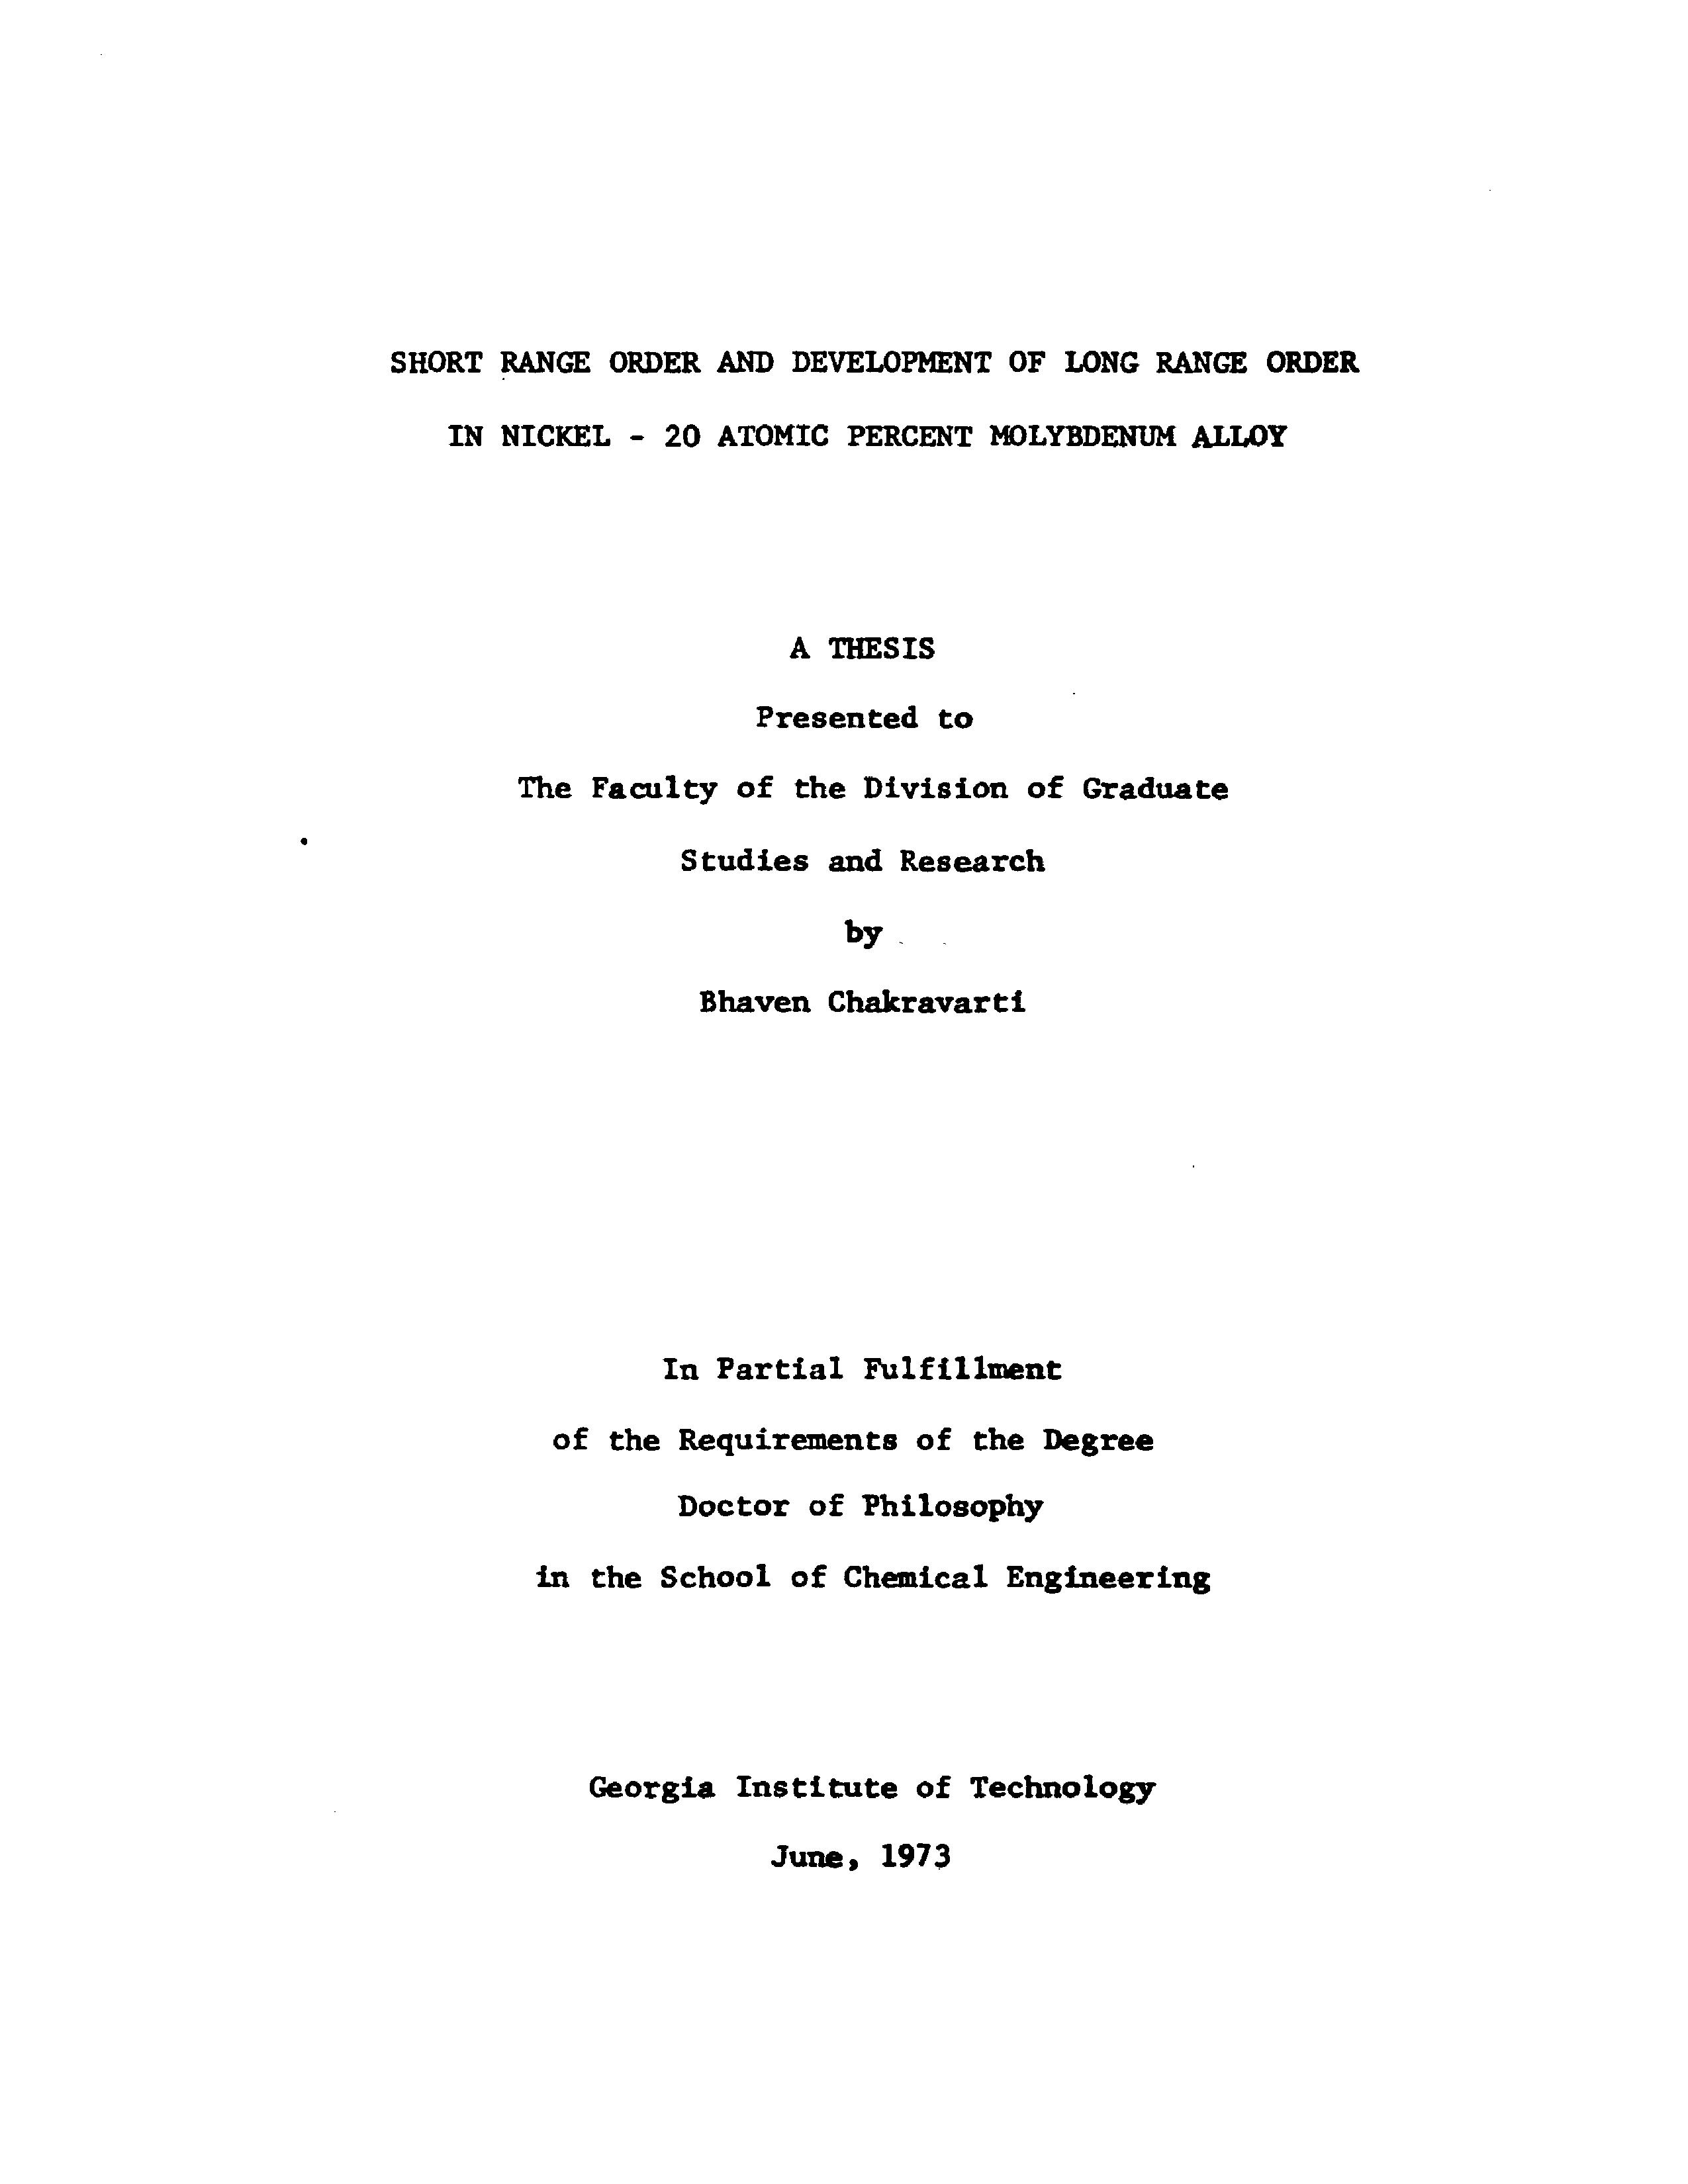 SHORT RANGE ORDER AND DEVELOPMENT OF LONG RANGE ORDER
IN NICKEL - 20 ATOMIC PERCENT MOLYBDENUM ALLOY
A THESIS
Presented to
The Faculty of the Division of Graduate
Studies and Research
by
Bhaven Chakravarti
In Partial Fulfillment
of the Requirements of the Degree
Doctor of Philosophy
in the School of Chemical Engineering
Georgia Institute of Technology
June, 1973